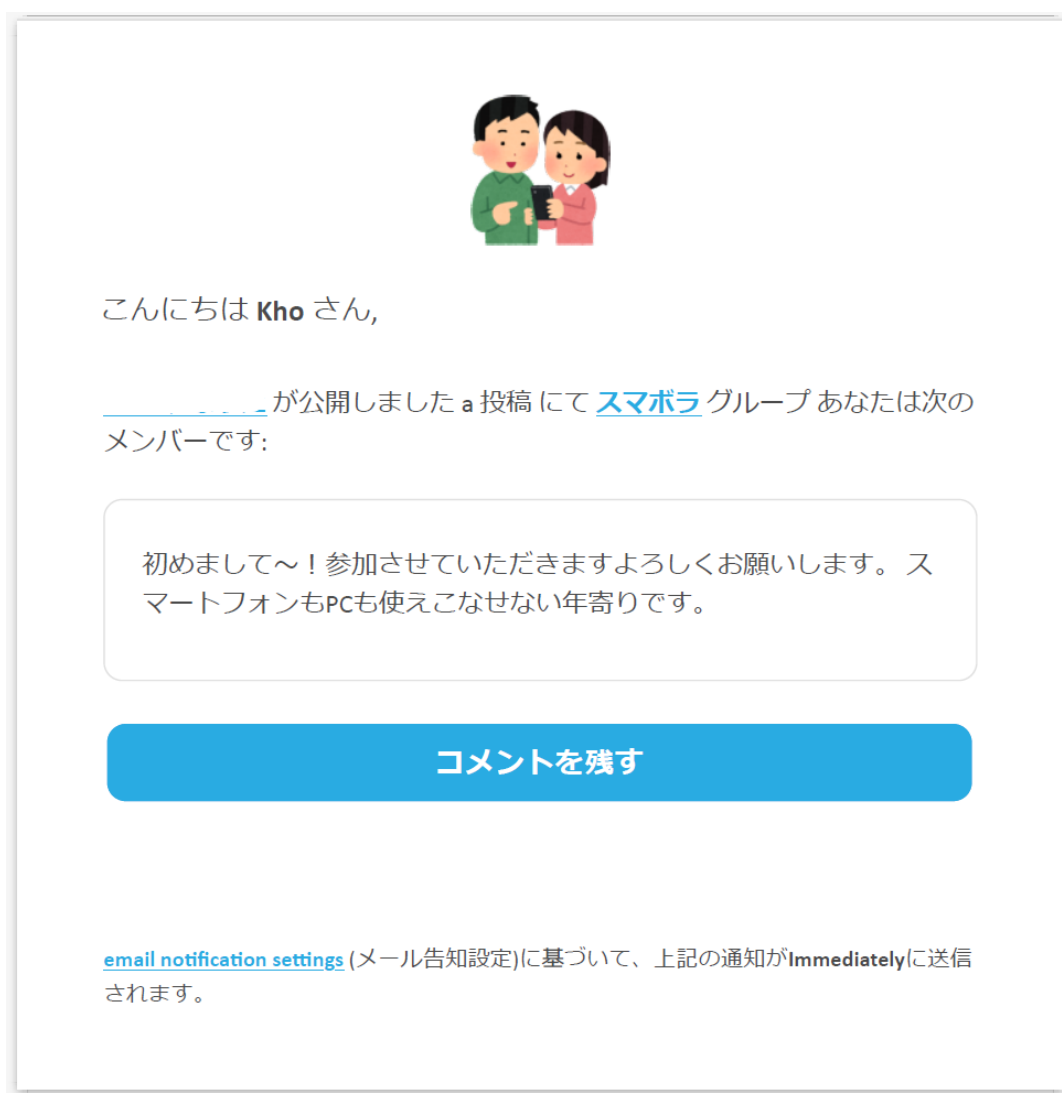 こんにちは Kho さん,
が公開しました a 投稿 にて スマボラ グループ あなたは次の
メンバーです:
初めまして〜！参加させていただきますよろしくお願いします。 ス
マートフォンもPCも使えこなせない年寄りです。
コメントを残す
email notification settings (メール告知設定)に基づいて、上記の通知がImmediatelyに送信
されます。